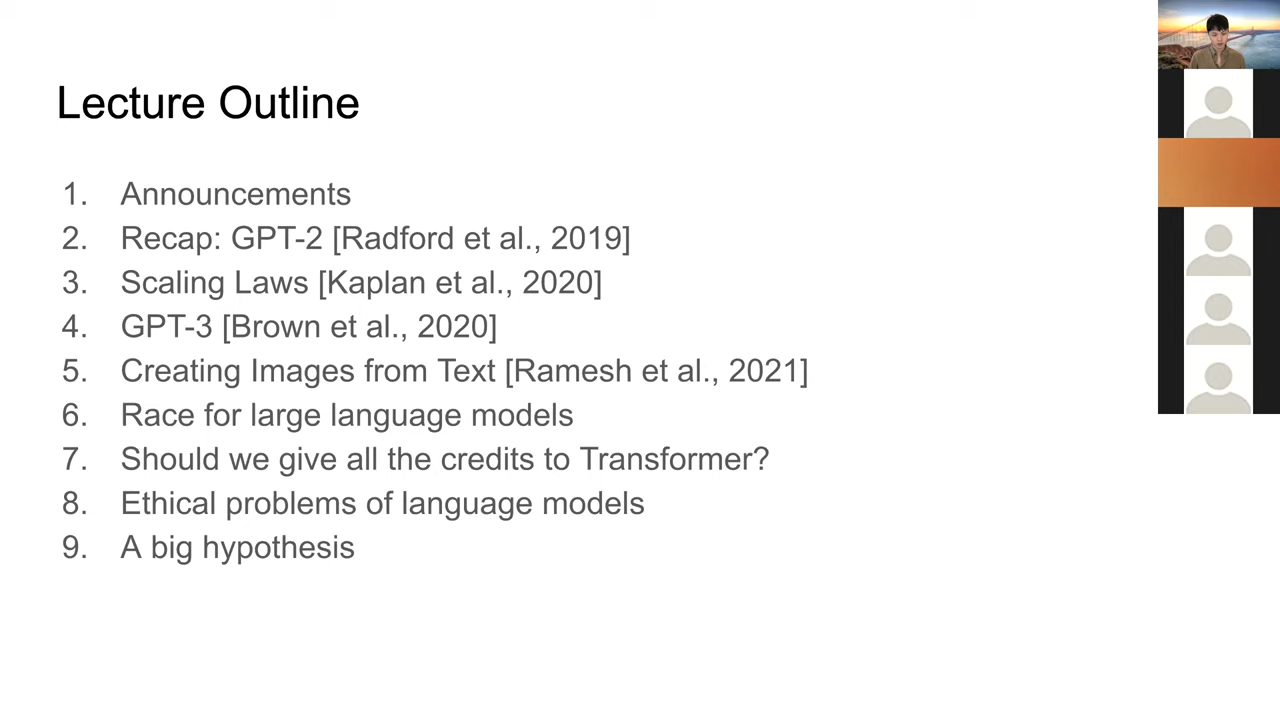 Lecture Outline
1. Announcements
2. Recap: GPT-2 [Radford et al., 2019]
3. Scaling Laws [Kaplan et al., 2020]
4. GPT-3 [Brown et al., 2020]
5. Creating Images from Text [Ramesh et al., 2021]
6. Race for large language models
7. Should we give all the credits to Transformer?
8. Ethical problems of language models
9. A big hypothesis